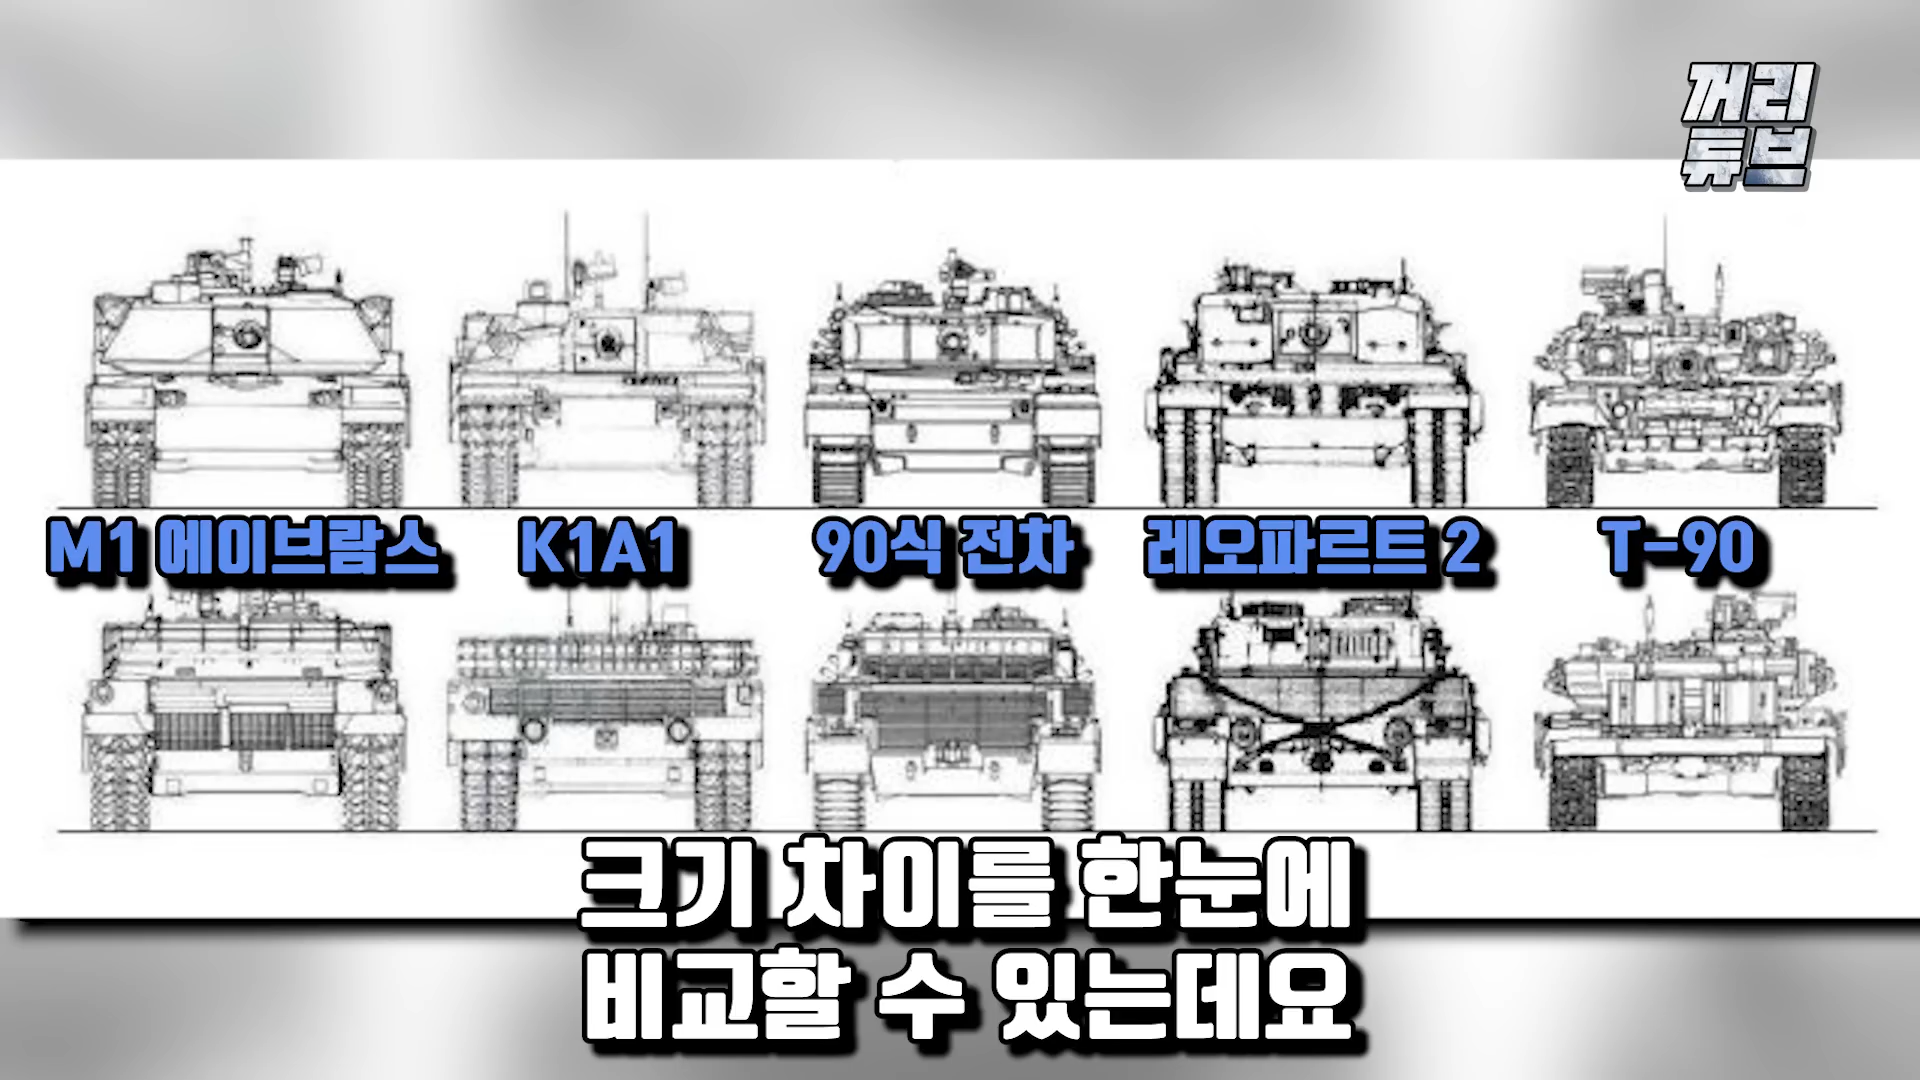 꺼리
튜브
M1 에이브람스 K1A1 90식 전차 레오파르트 2 T-90
크기 차이를 한눈에
비교할 수 있는데요